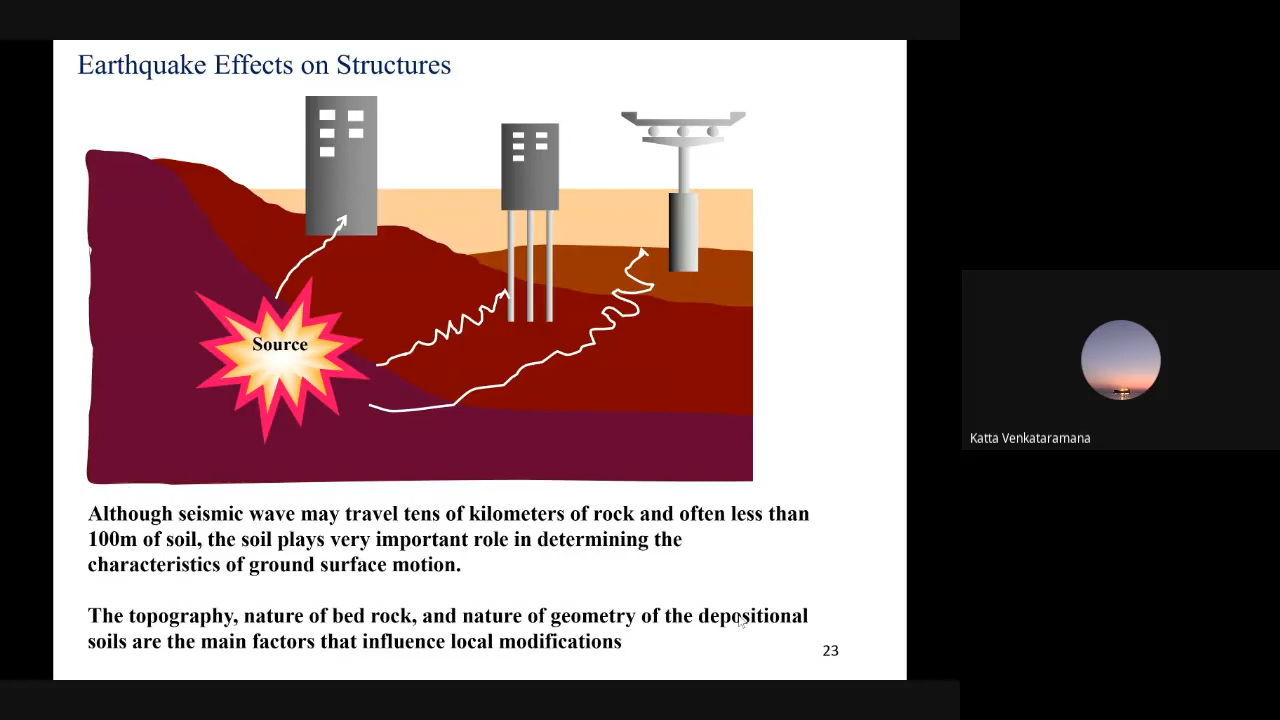 Earthquake Effects on Structures
Source
Although seismic wave may travel tens of kilometers of rock and often less than
100m of soil, the soil plays very important role in determining the
characteristics of ground surface motion.
The topography, nature of bed rock, and nature of geometry of the depositional
soils are the main factors that influence local modifications
23
Katta Venkataramana